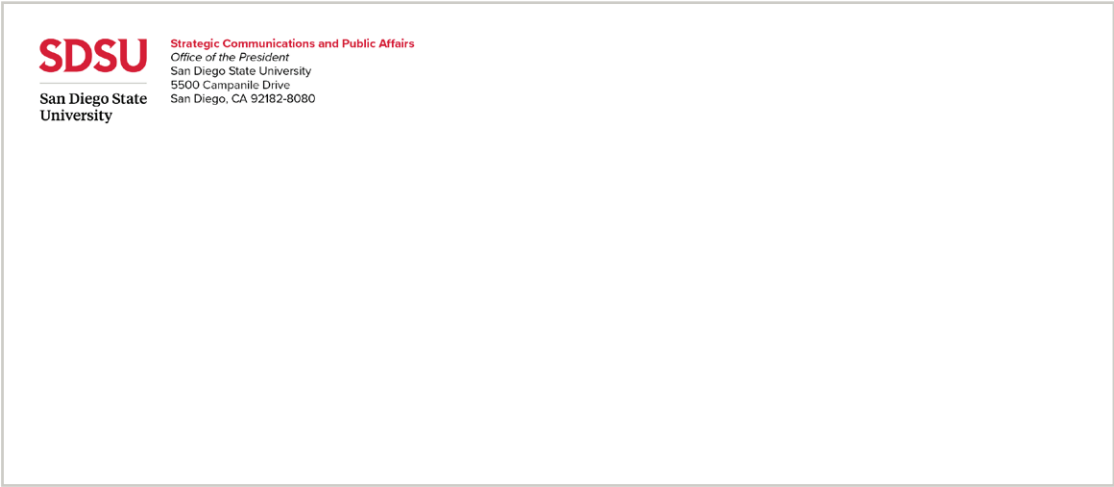 SDSU
San Diego State
University
Strategic Communications and Public Affairs
Office of the President
San Diego State University
5500 Campanile Drive
San Diego, CA 92182-8080